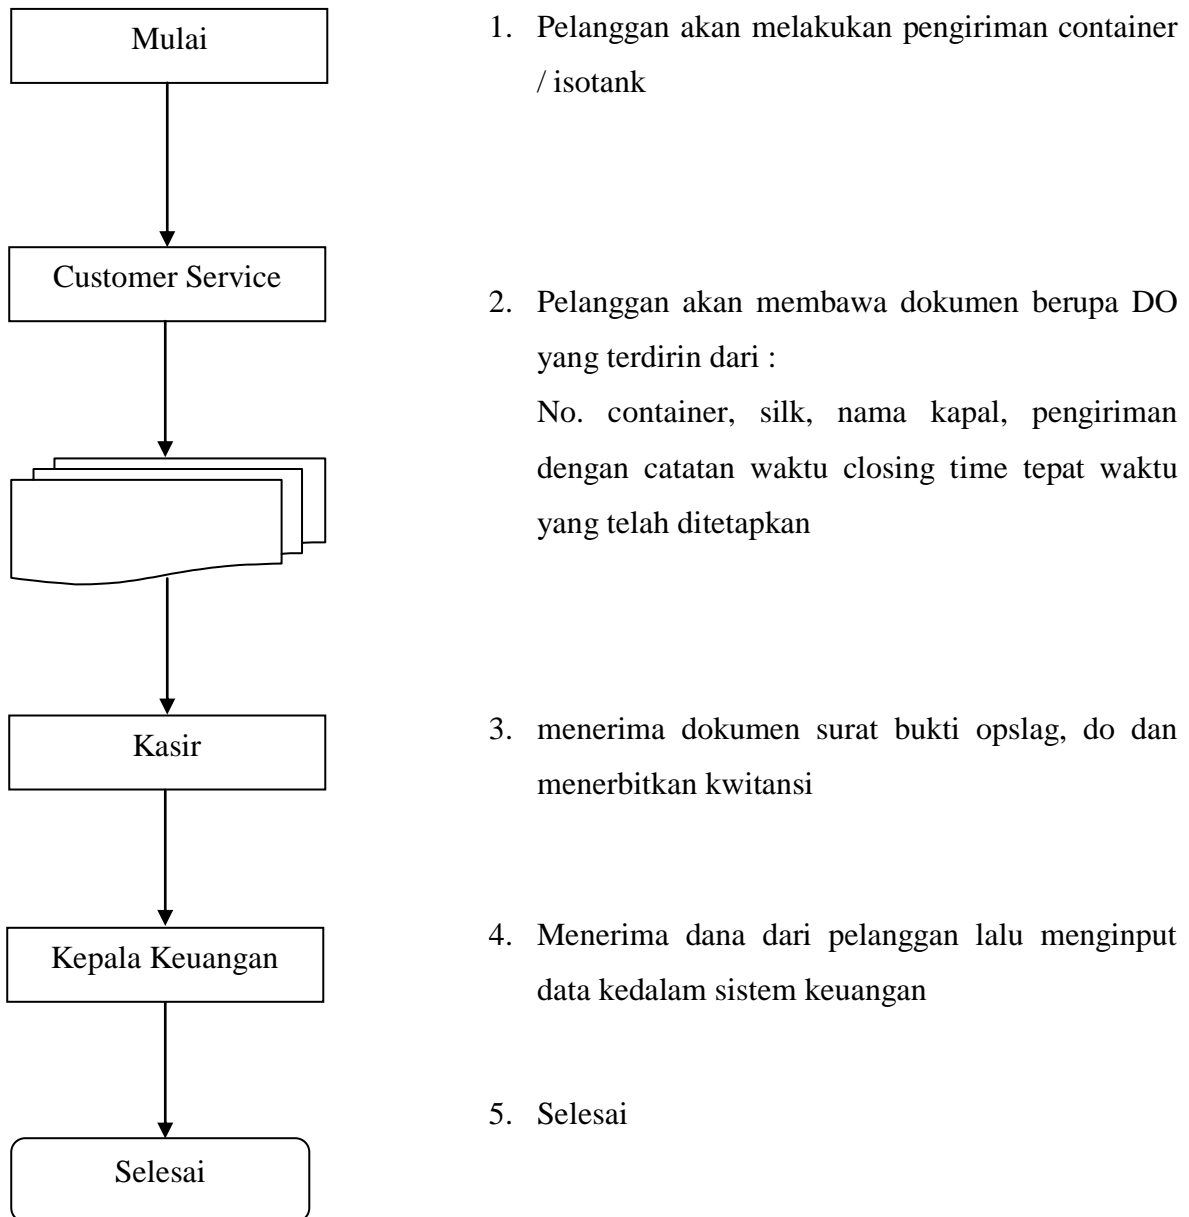 Mulai
1. Pelanggan akan melakukan pengiriman container
/ isotank
Customer Service
2. Pelanggan akan membawa dokumen berupa DO
yang terdirin dari :
No. container, silk, nama kapal, pengiriman
dengan catatan waktu closing time tepat waktu
yang telah ditetapkan
Kasir
3. menerima dokumen surat bukti opslag, do dan
menerbitkan kwitansi
Kepala Keuangan
4. Menerima dana dari pelanggan lalu menginput
data kedalam sistem keuangan
5. Selesai
Selesai